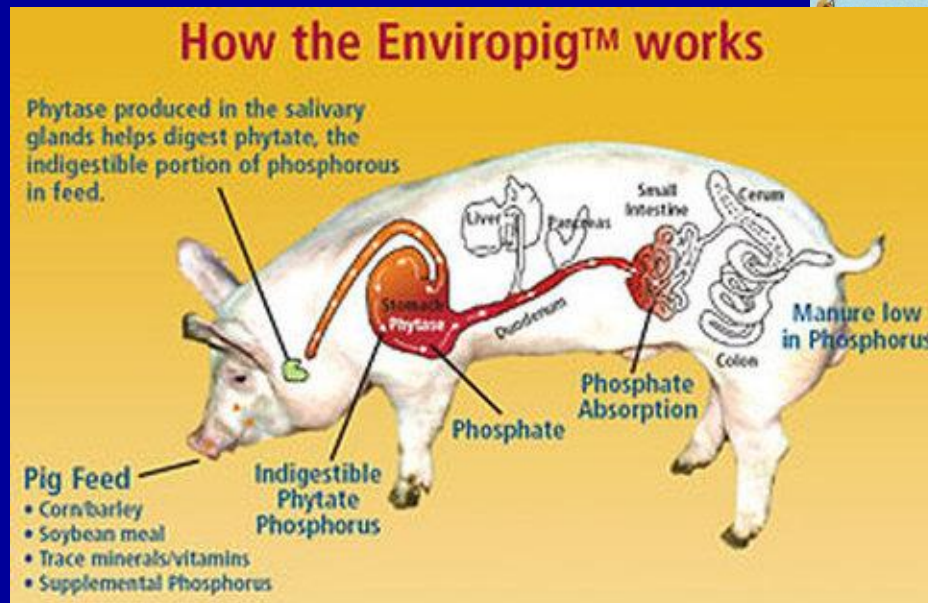 How the Enviropig™ works
Phytase produced in the salivary
glands helps digest phytate, the
indigestible portion of phosphorous
in feed.
Liver
Pancreas
Small
Intestine
Cerum
Stomach
Phytase
Duodenum
Colon
Manure low
in Phosphorus
Phosphate
Absorption
Phosphate
Indigestible
Phytate
Phosphorus
Pig Feed
• Corn/barley
• Soybean meal
• Trace minerals/vitamins
• Supplemental Phosphorus